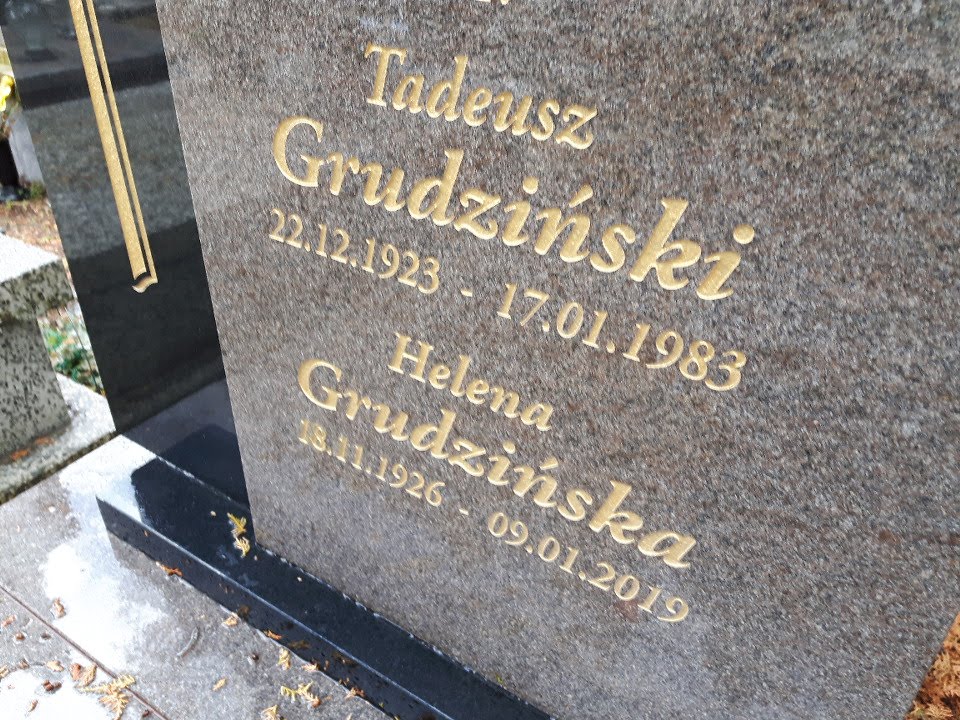 Tadeusz
Grudziński
22.12.1923 - 17.01.1983
Helena
Grudzińska
18.11.1926 - 09.01.2019